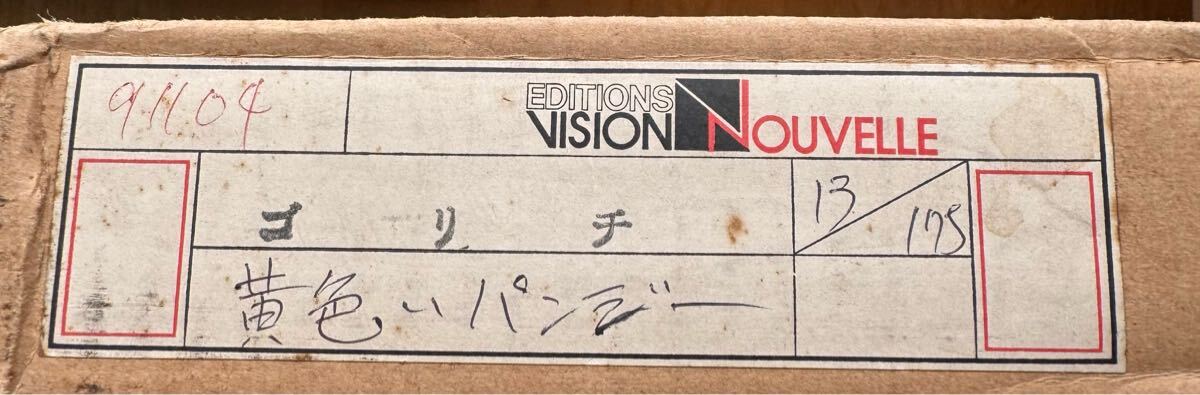 91104
EDITIONS
VISION NOUVELLE
ゴリチ
13/175
黄色いパンジー